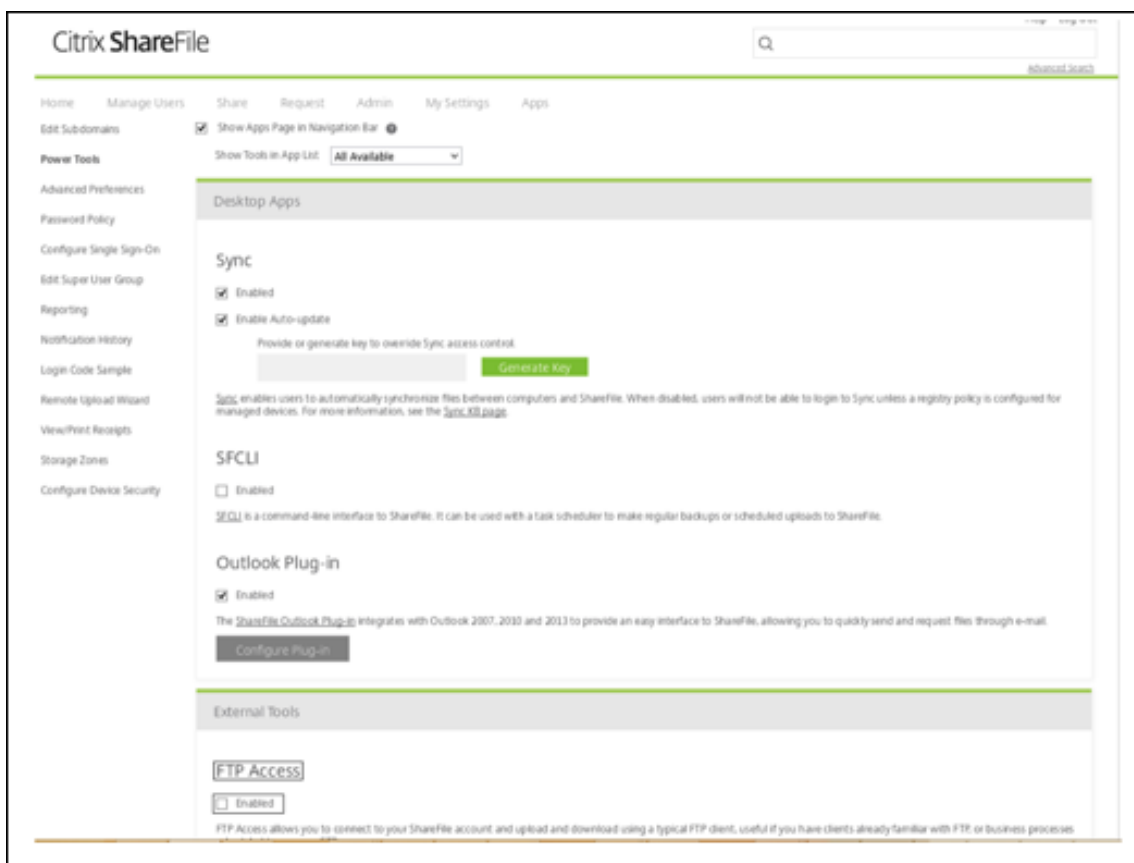 Help Log Out
Citrix ShareFile
Advanced Search
Home Manage Users Share Request Admin My Settings Apps
Edit Subdomains
Power Tools
Advanced Preferences
Password Policy
Configure Single Sign-On
Edit Super User Group
Reporting
Notification History
Login Code Sample
Remote Upload Wizard
View/Print Receipts
Storage Zones
Configure Device Security
Show Apps Page in Navigation Bar
Show Tools in App List All Available
Desktop Apps
Sync
Enabled
Enable Auto-update
Provide or generate key to override Sync access control.
Generate Key
Sync enables users to automatically synchronize files between computers and ShareFile. When disabled, users will not be able to login to Sync unless a registry policy is configured for
managed devices. For more information, see the Sync KB page.
SFCLI
Enabled
SFCLI is a command-line interface to ShareFile. It can be used with a task scheduler to make regular backups or scheduled uploads to ShareFile.
Outlook Plug-in
Enabled
The ShareFile Outlook Plug-in integrates with Outlook 2007, 2010 and 2013 to provide an easy interface to ShareFile, allowing you to quickly send and request files through e-mail.
Configure Plug-in
External Tools
FTP Access
Enabled
FTP Access allows you to connect to your ShareFile account and upload and download using a typical FTP client, useful if you have clients already familiar with FTP, or business processes